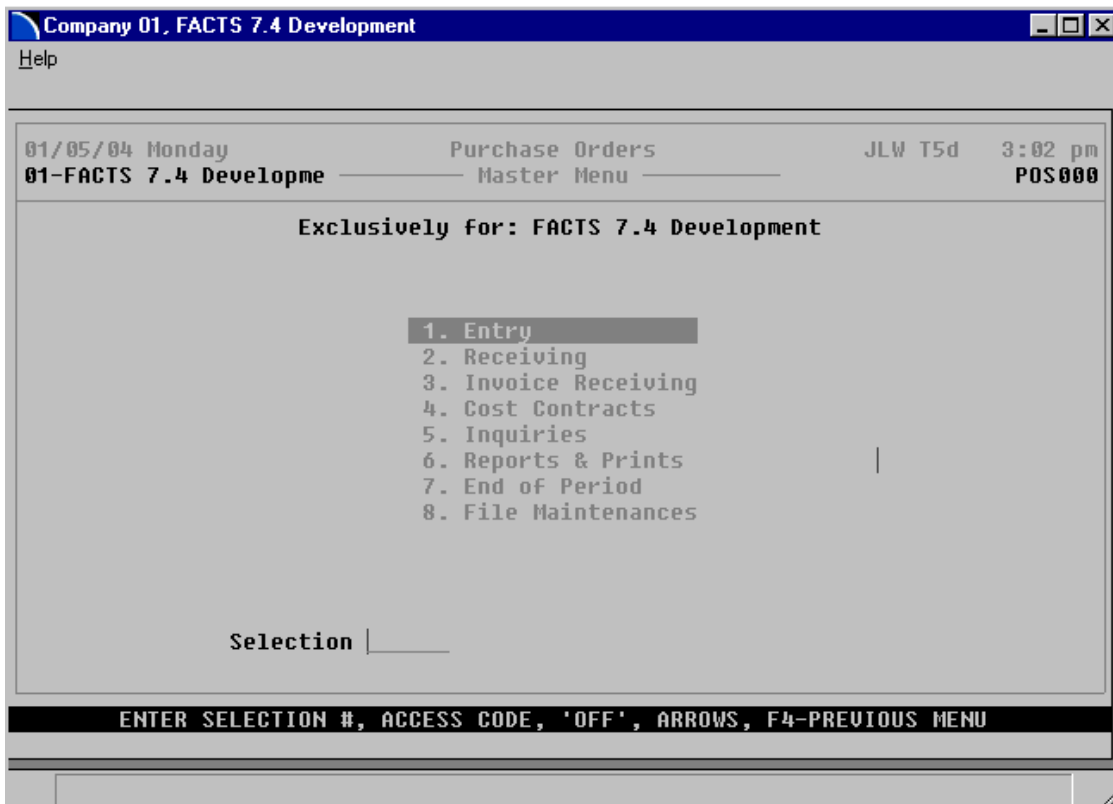 Company 01, FACTS 7.4 Development
Help
01/05/04 Monday Purchase Orders JLW T5d 3:02 pm
01-FACTS 7.4 Developme Master Menu POS000
Exclusively for: FACTS 7.4 Development
1. Entry
2. Receiving
3. Invoice Receiving
4. Cost Contracts
5. Inquiries
6. Reports & Prints
7. End of Period
8. File Maintenances
Selection
ENTER SELECTION #, ACCESS CODE, 'OFF', ARROWS, F4-PREVIOUS MENU